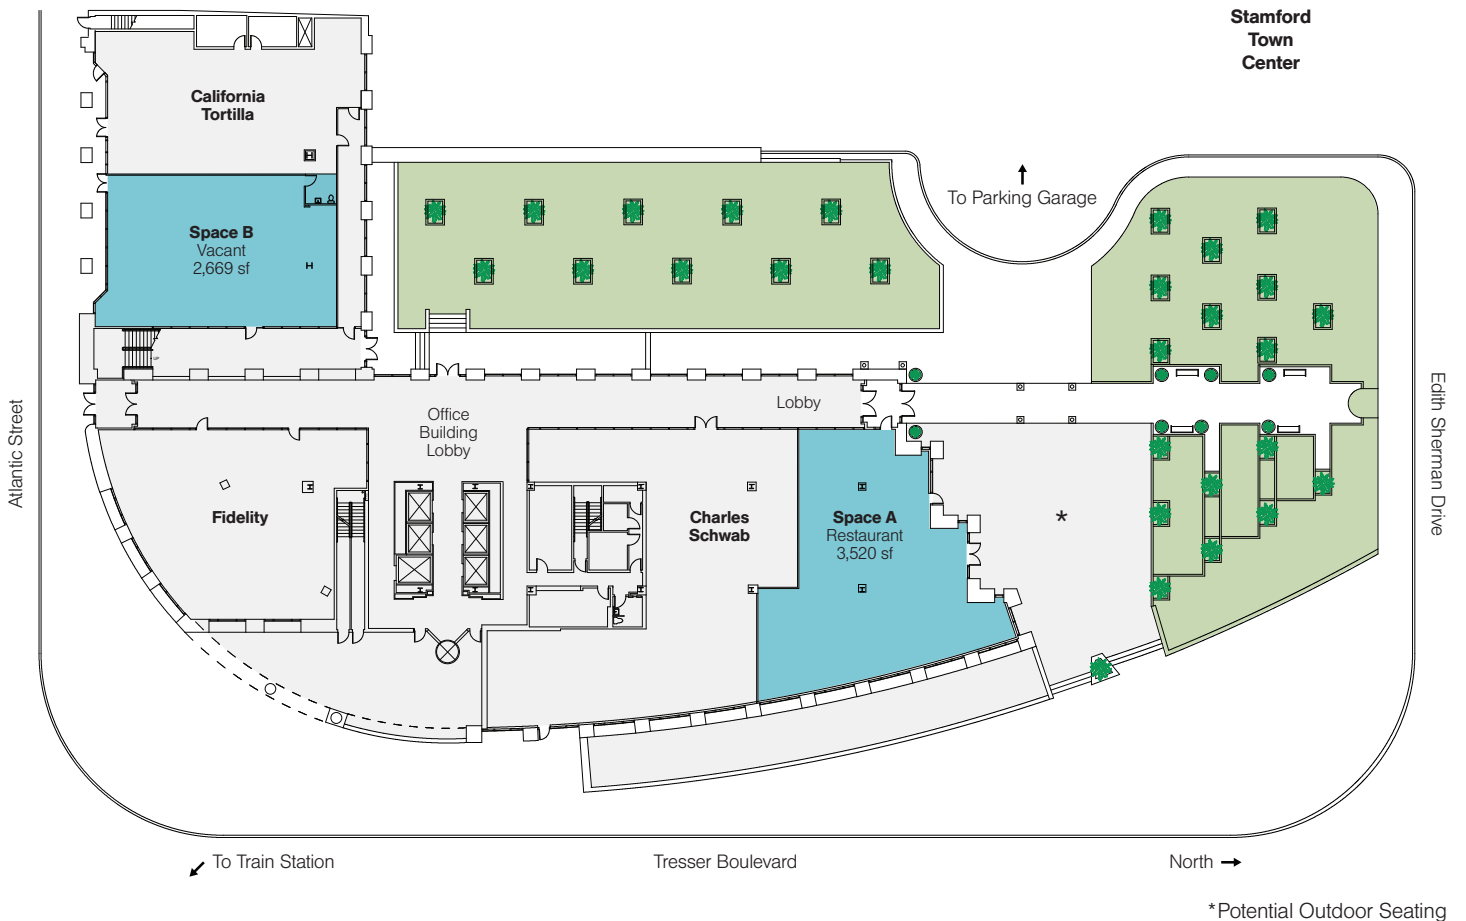 Stamford
Town
Center
California
Tortilla
To Parking Garage
Space B
Vacant
2,669 sf
UP
Atlantic Street
Edith Sherman Drive
Office
Building
Lobby
Lobby
Fidelity
Charles
Schwab
Space A
Restaurant
3,520 sf
*
To Train Station
Tresser Boulevard
North
*Potential Outdoor Seating